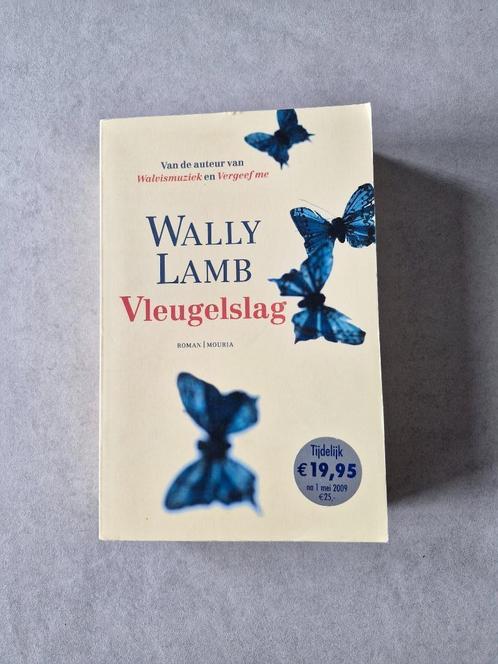 Van de auteur van
Walvismuziek en Vergeef me
WALLY
LAMB
Vleugelslag
ROMAN | MOURIA
Tijdelijk
€ 19,95
na 1 mei 2009
€25,-